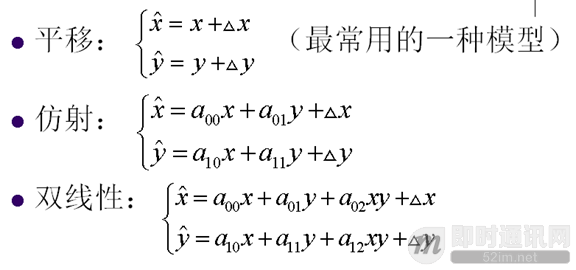 平移： x̂ = x+△x （最常用的一种模型）
ŷ = y+△y
仿射： x̂ = a₀₀x+a₀₁y+△x
ŷ = a₁₀x+a₁₁y+△y
双线性： x̂ = a₀₀x+a₀₁y+a₀₂xy+△x
ŷ = a₁₀x+a₁₁y+a₁₂xy+△y
即时通讯网
52im.net